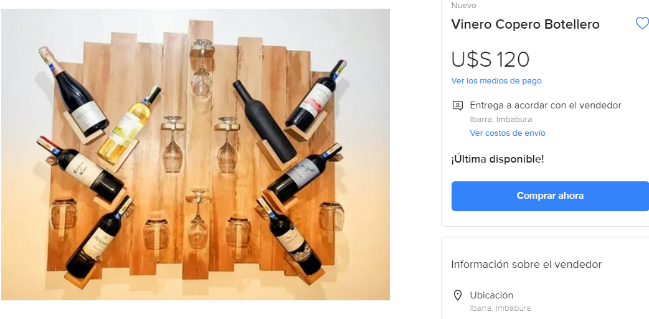 Nuevo
Vinero Copero Botellero
U$S 120
Ver los medios de pago
Entrega a acordar con el vendedor
Ibarra, Imbabura
Ver costos de envío
¡Última disponible!
Comprar ahora
Información sobre el vendedor
Ubicación
Ibarra, Imbabura